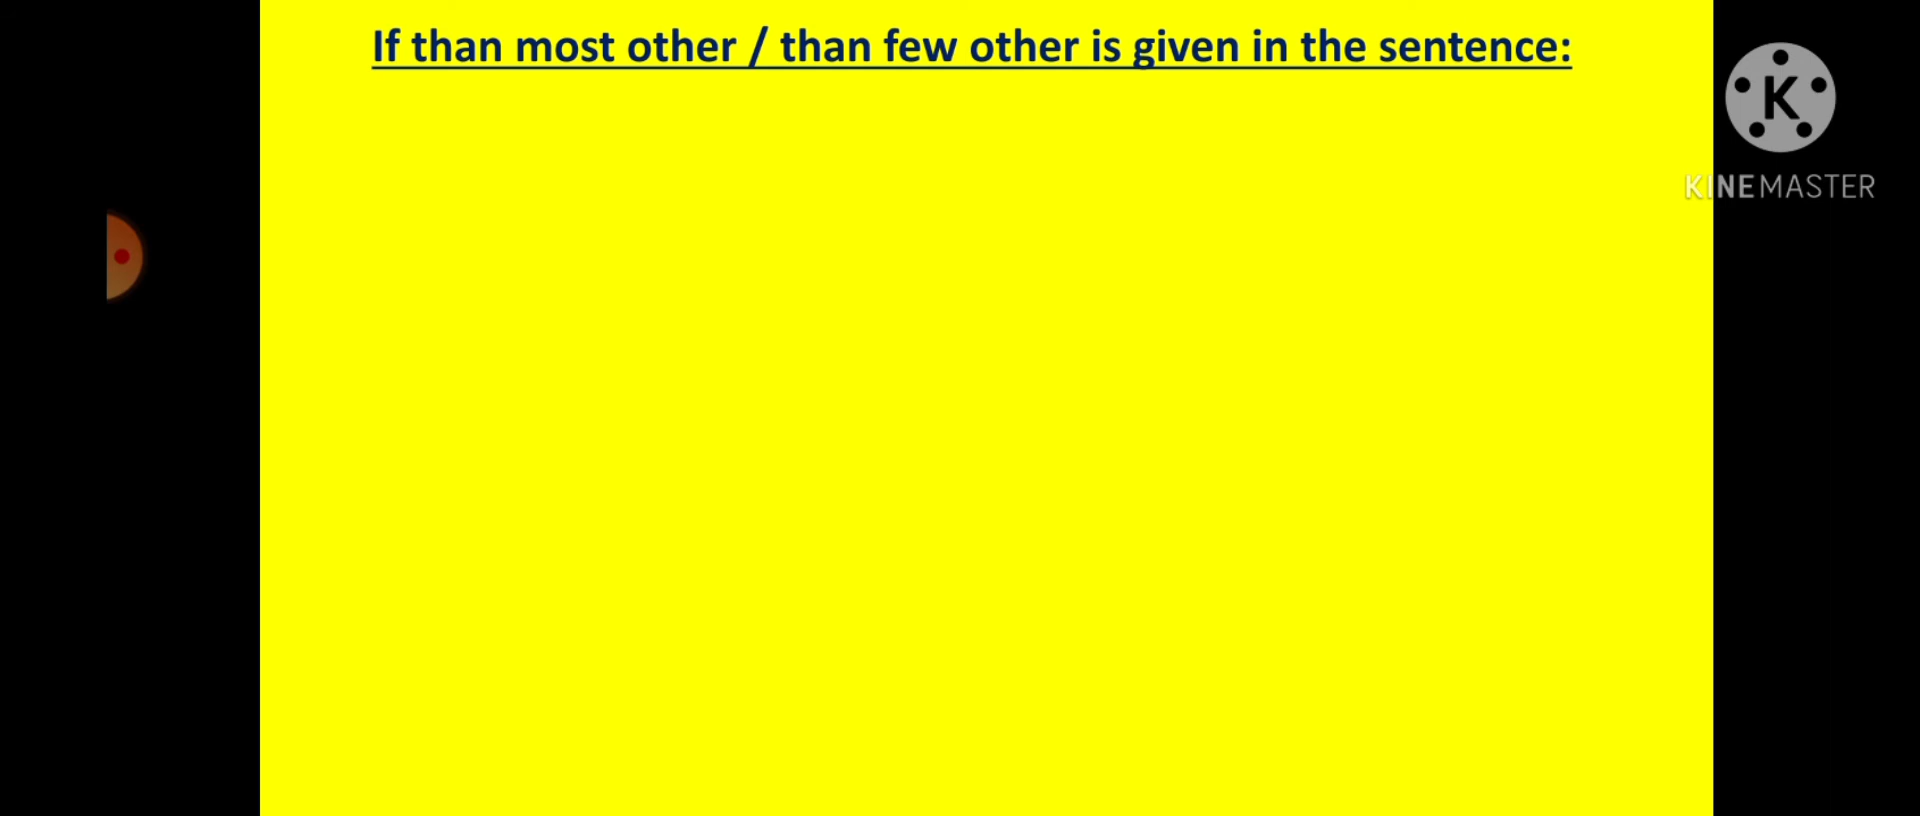 If than most other / than few other is given in the sentence:
K
KINEMASTER